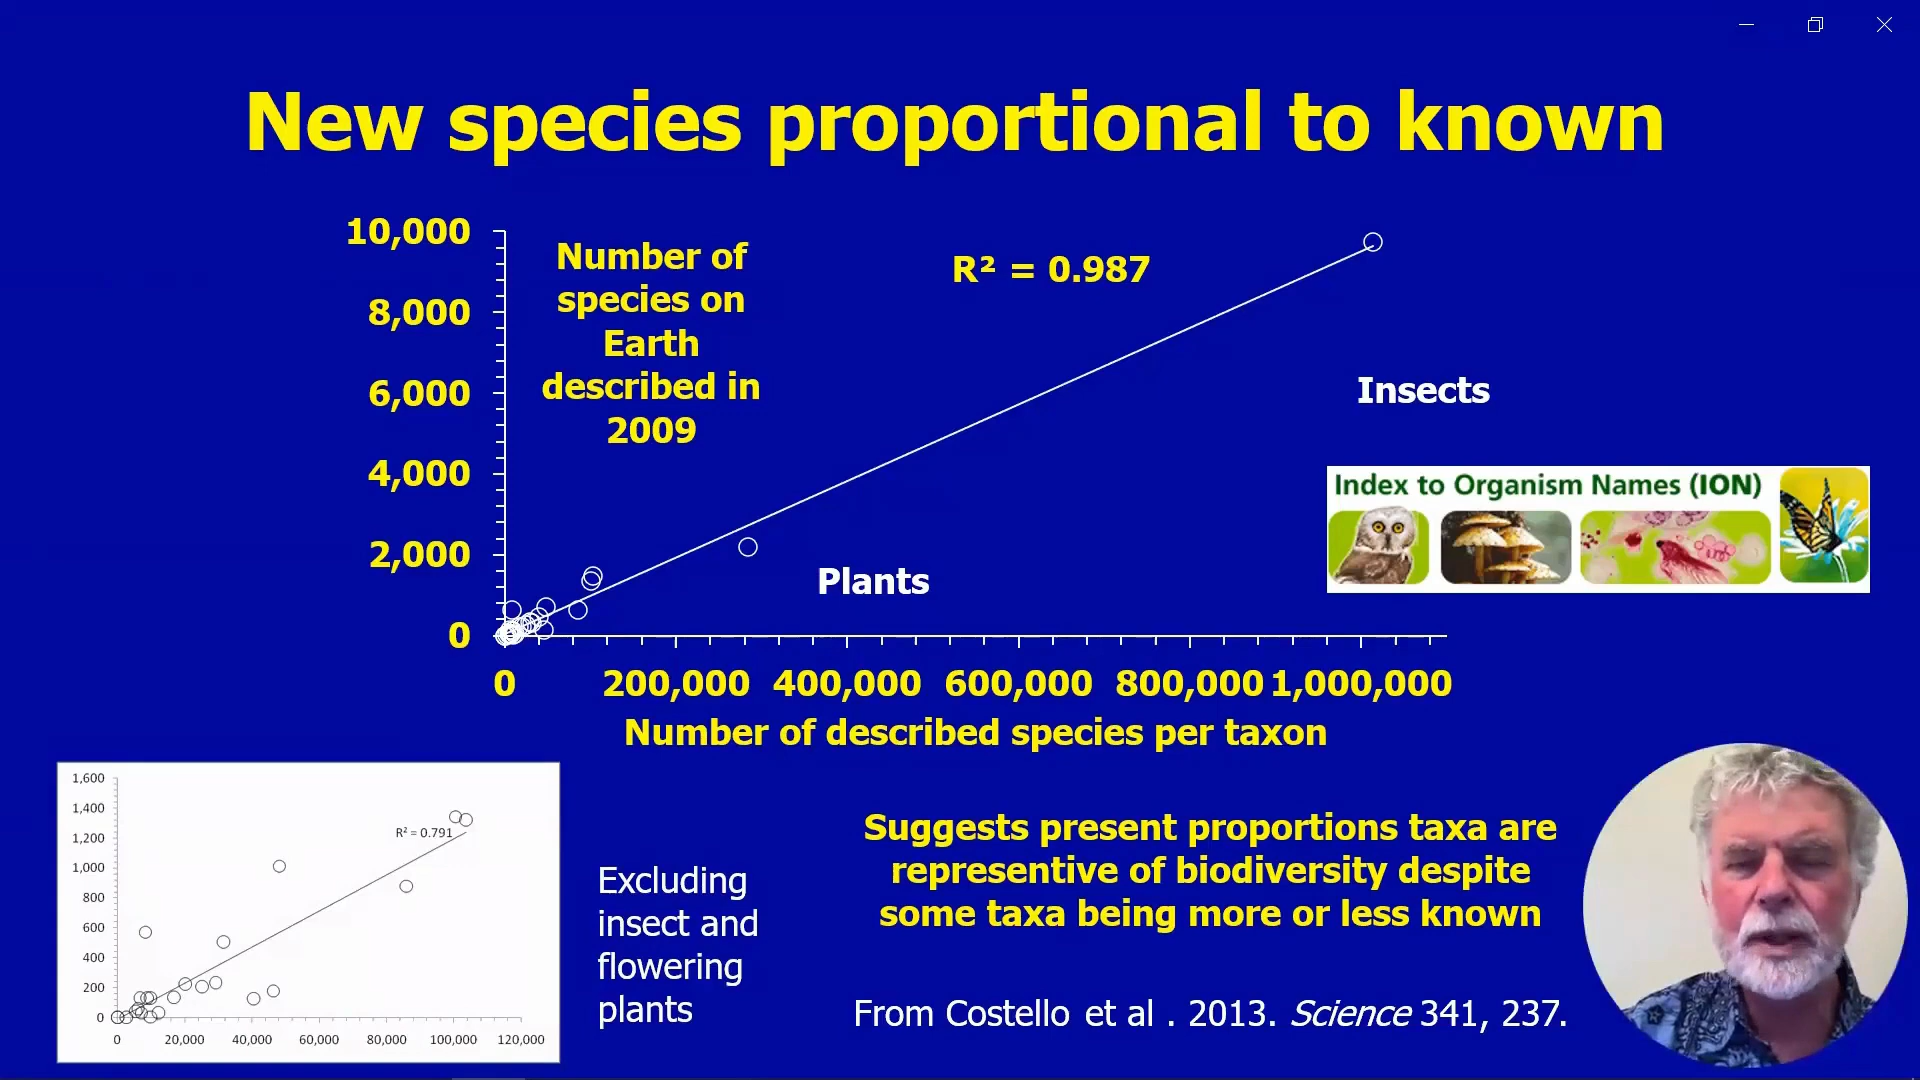 New species proportional to known
10,000
8,000
6,000
4,000
2,000
0
Number of
species on
Earth
described in
2009
R² = 0.987
Insects
Plants
Index to Organism Names (ION)
0 200,000 400,000 600,000 800,000 1,000,000
Number of described species per taxon
1,600
1,400
1,200
1,000
800
600
400
200
0
R² = 0.791
0 20,000 40,000 60,000 80,000 100,000 120,000
Excluding
insect and
flowering
plants
Suggests present proportions taxa are
representive of biodiversity despite
some taxa being more or less known
From Costello et al . 2013. Science 341, 237.